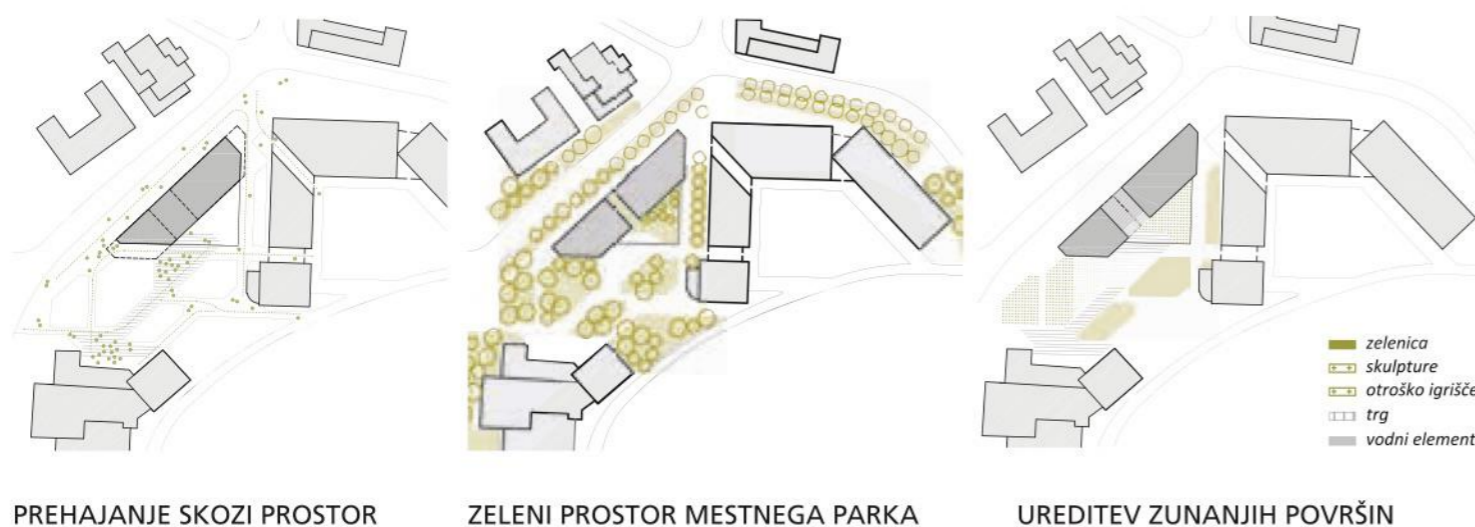 zelenica
skulpture
otroško igrišče
trg
vodni element
PREHAJANJE SKOZI PROSTOR
ZELENI PROSTOR MESTNEGA PARKA
UREDITEV ZUNANJIH POVRŠIN